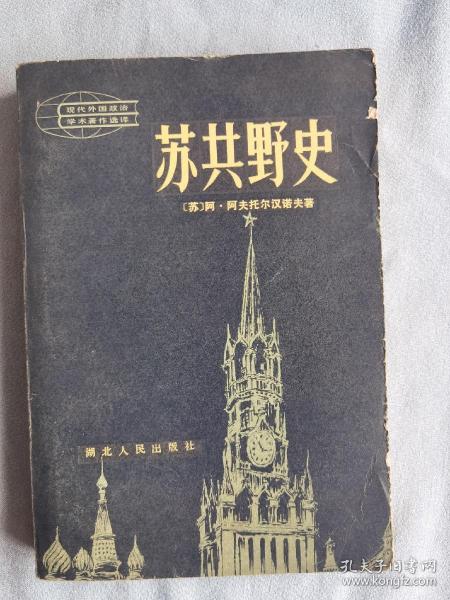 现代外国政治
学术著作选译
苏共野史
〔苏〕阿·阿夫托尔汉诺夫著
湖北人民出版社
孔夫子旧书网
www.kongfz.com